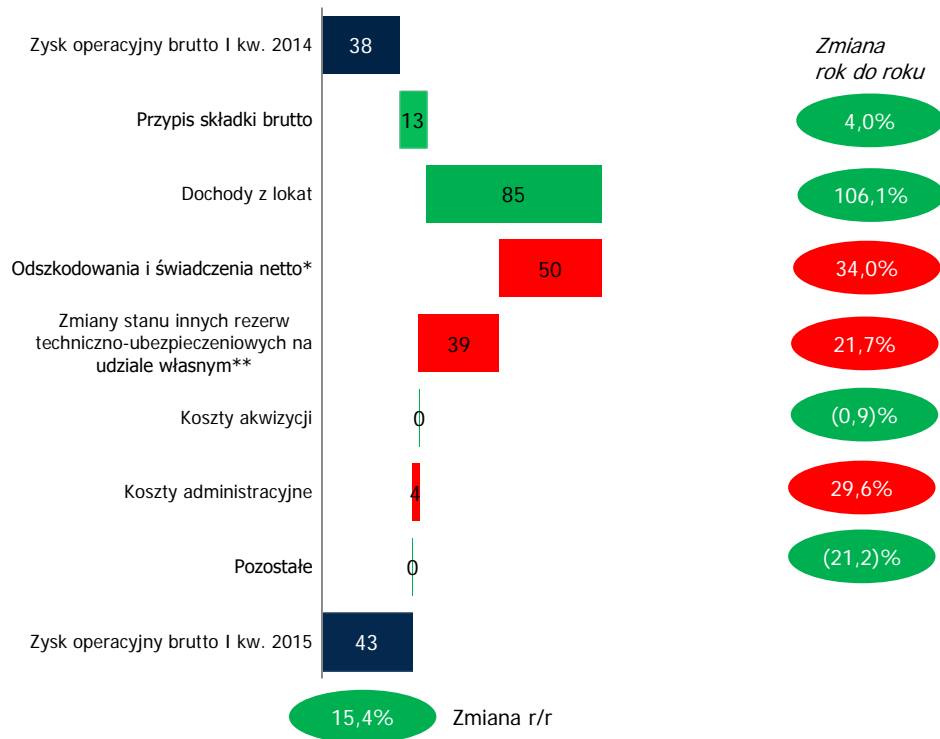 Zmiana
rok do roku
Zysk operacyjny brutto I kw. 2014 38
Przypis składki brutto 13 4,0%
Dochody z lokat 85 106,1%
Odszkodowania i świadczenia netto* 50 34,0%
Zmiany stanu innych rezerw
techniczno-ubezpieczeniowych na
udziale własnym** 39 21,7%
Koszty akwizycji 0 (0,9)%
Koszty administracyjne 4 29,6%
Pozostałe 0 (21,2)%
Zysk operacyjny brutto I kw. 2015 43
15,4% Zmiana r/r